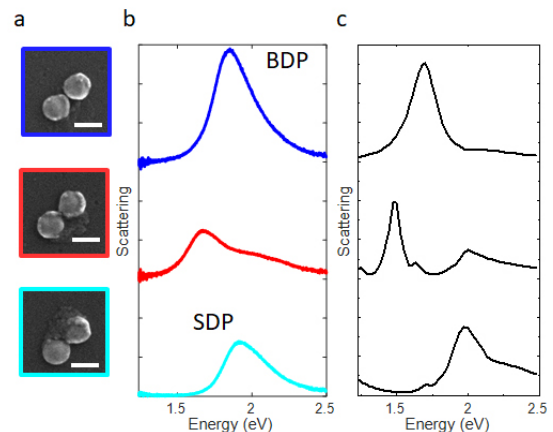 a
b
c
BDP
SDP
Scattering
Scattering
1.5
2
2.5
1.5
2
2.5
Energy (eV)
Energy (eV)